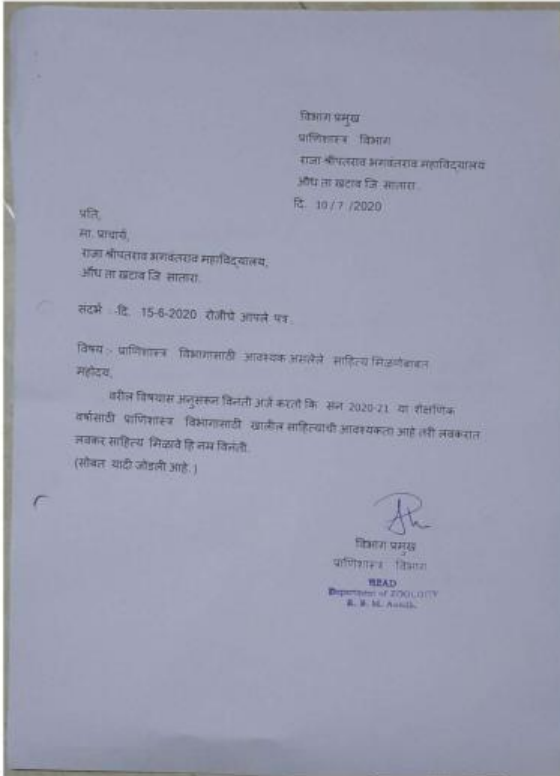 विभाग प्रमुख
प्राणिशास्त्र विभाग
राजा श्रीपतराव भगवंतराव महाविद्यालय
औंध ता खटाव जि सातारा.
दि. 10 / 7 /2020
प्रति,
मा. प्राचार्य,
राजा श्रीपतराव भगवंतराव महाविद्यालय,
औंध ता खटाव जि सातारा.
संदर्भ :-दि. 15-6-2020 रोजीचे आपले पत्र.
विषय :- प्राणिशास्त्र विभागासाठी आवश्यक असलेले साहित्य मिळणेबाबत
महोदय,
वरील विषयास अनुसरून विनंती अर्ज करतो कि सन 2020-21 या शैक्षणिक
वर्षासाठी प्राणिशास्त्र विभागासाठी खालील साहित्याची आवश्यकता आहे तरी लवकरात
लवकर साहित्य मिळावे हि नम्र विनंती.
(सोबत यादी जोडली आहे. )
विभाग प्रमुख
प्राणिशास्त्र विभाग
HEAD
Department of ZOOLOGY
R. S. M. Aundh.